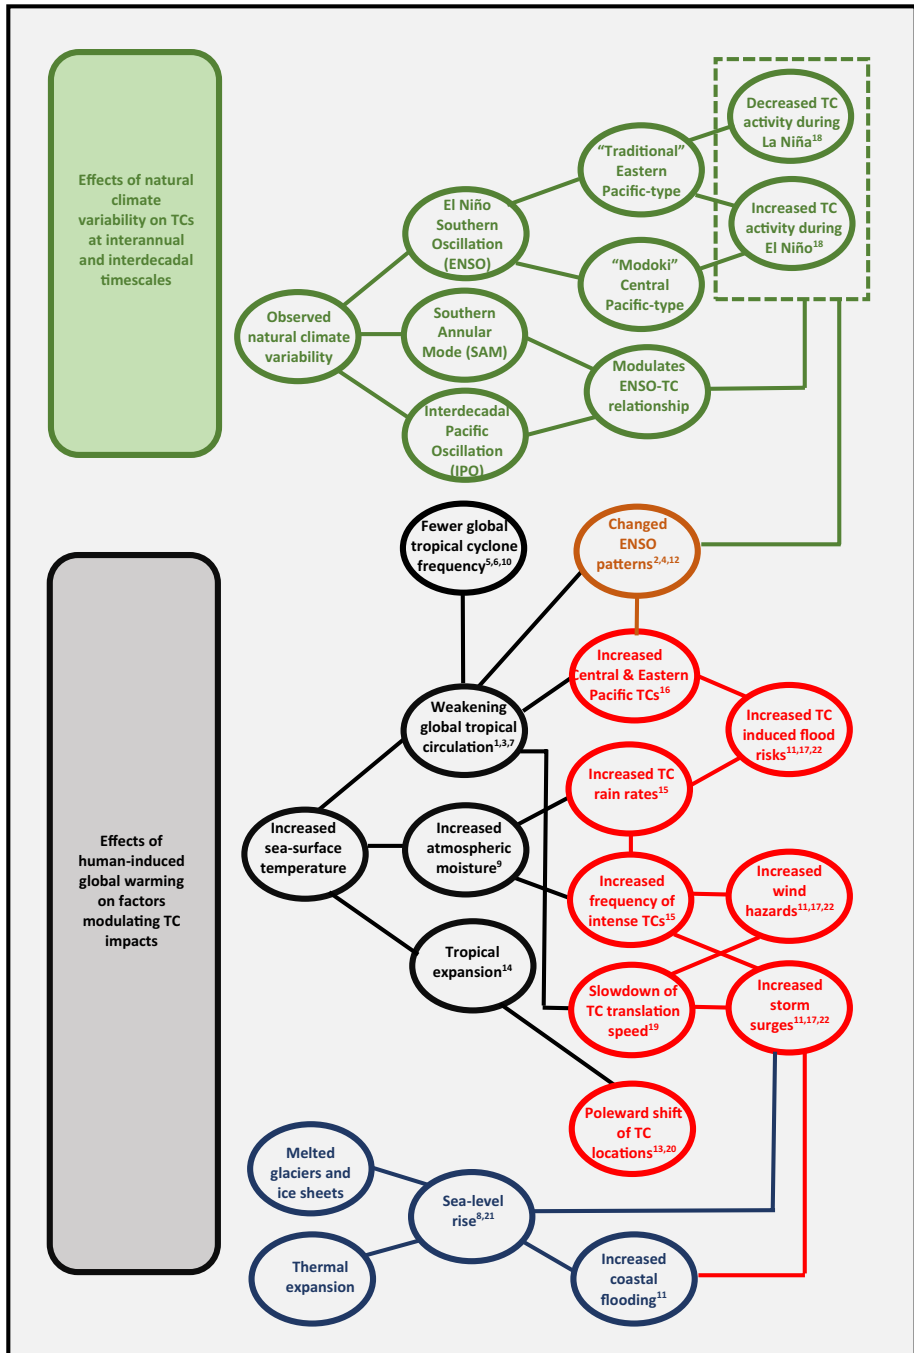 Effects of natural
climate
variability on TCs
at interannual
and interdecadal
timescales
Observed
natural climate
variability
El Niño
Southern
Oscillation
(ENSO)
Southern
Annular
Mode (SAM)
Interdecadal
Pacific
Oscillation
(IPO)
"Traditional"
Eastern
Pacific-type
"Modoki"
Central
Pacific-type
Modulates
ENSO-TC
relationship
Decreased TC
activity during
La Niña18
Increased TC
activity during
El Niño18
Effects of
human-induced
global warming
on factors
modulating TC
impacts
Fewer global
tropical cyclone
frequency5,6,10
Changed
ENSO
patterns2,4,12
Increased
Central & Eastern
Pacific TCs16
Weakening
global tropical
circulation1,3,7
Increased TC
induced flood
risks11,17,22
Increased TC
rain rates15
Increased
sea-surface
temperature
Increased
atmospheric
moisture9
Increased
frequency of
intense TCs15
Increased
wind
hazards11,17,22
Tropical
expansion14
Slowdown of
TC translation
speed19
Increased
storm
surges11,17,22
Poleward shift
of TC
locations13,20
Melted
glaciers and
ice sheets
Sea-level
rise8,21
Thermal
expansion
Increased
coastal
flooding11